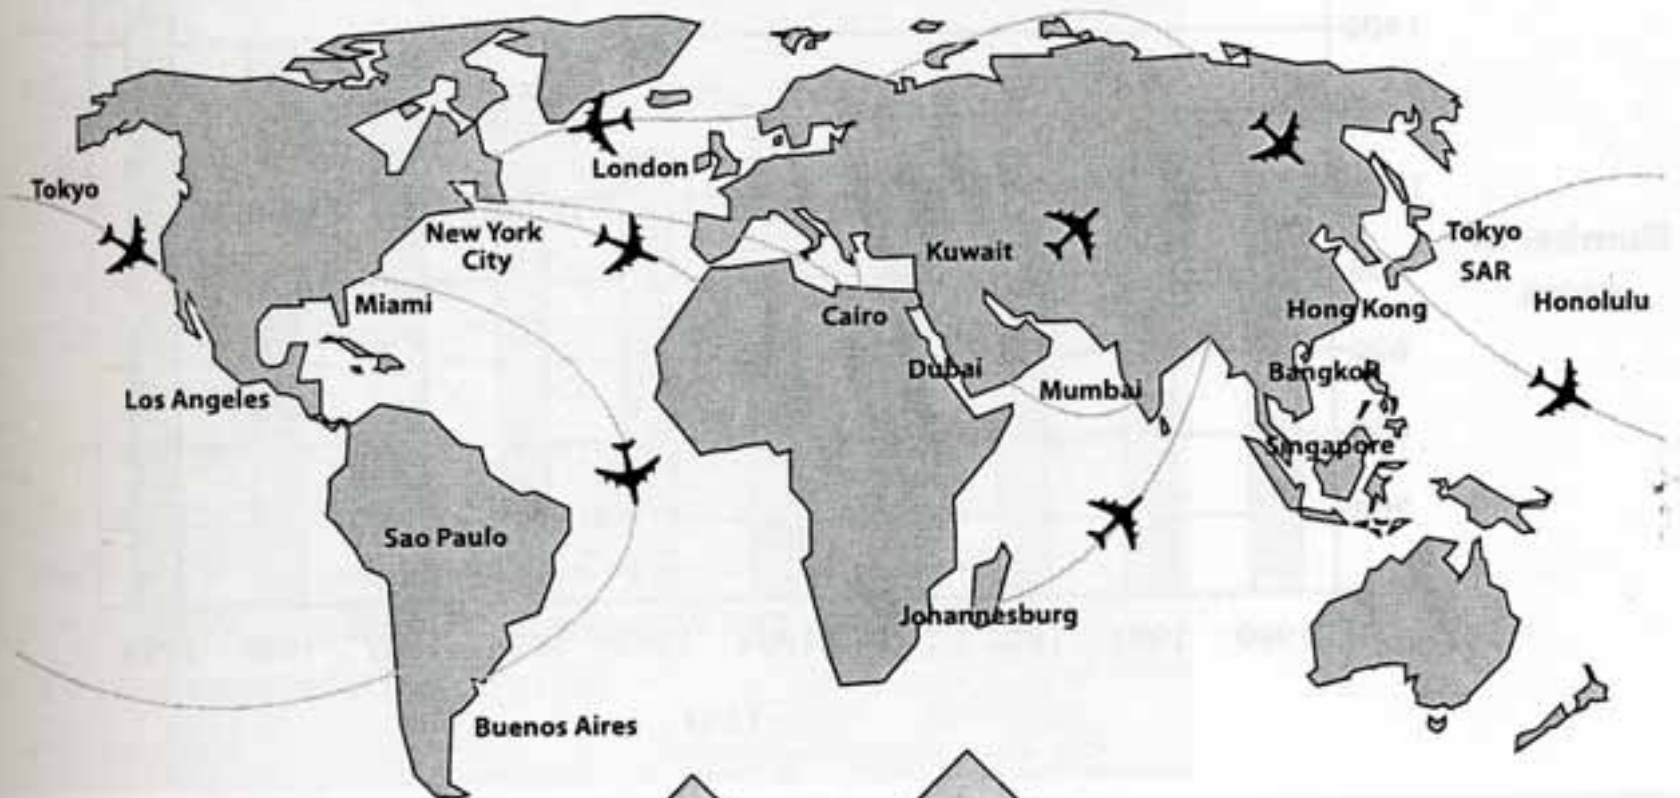 London
Tokyo
New York
City
Kuwait
Tokyo
SAR
Miami
Cairo
Hong Kong
Honolulu
Los Angeles
Dubai
Mumbai
Bangkok
Singapore
Sao Paulo
Johannesburg
Buenos Aires